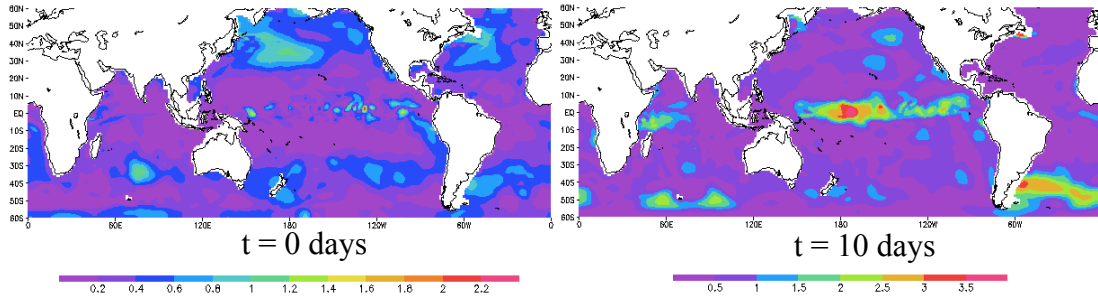 60N
50N
40N
30N
20N
10N
EQ
10S
20S
30S
40S
50S
60S
0 60E 120E 180 120W 60W 0
t = 0 days
0.2 0.4 0.6 0.8 1 1.2 1.4 1.6 1.8 2 2.2
60N
50N
40N
30N
20N
10N
EQ
10S
20S
30S
40S
50S
60S
0 60E 120E 180 120W 60W
t = 10 days
0.5 1 1.5 2 2.5 3 3.5